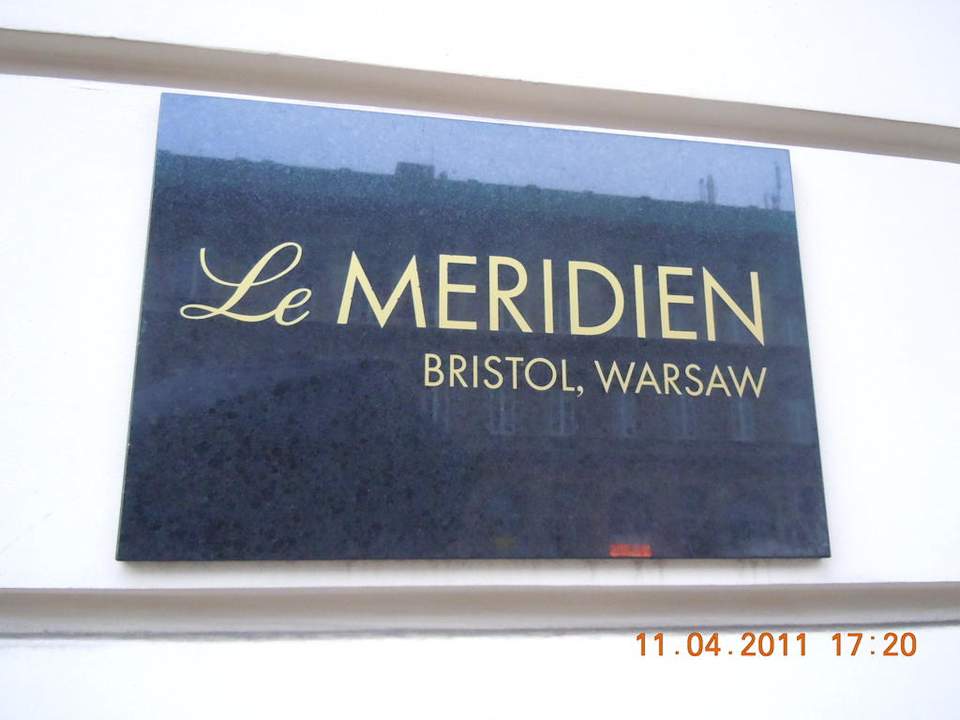 Le MERIDIEN
BRISTOL, WARSAW
11.04.2011 17:20